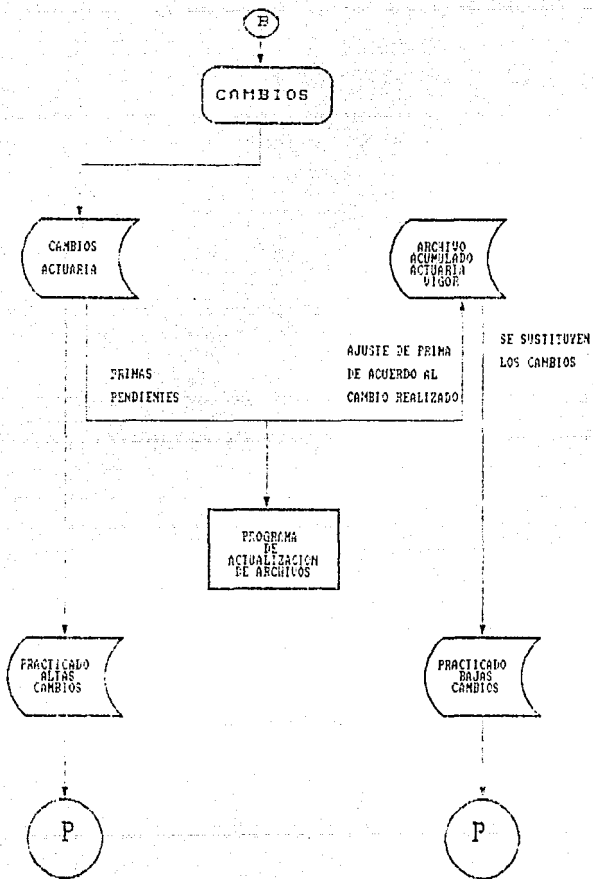 B
CAMBIOS
CAMBIOS
ACTUARIA
ARCHIVO
ACUMULADO
ACTUARIA
VIGOR
PRIMAS
PENDIENTES
AJUSTE DE PRIMA
DE ACUERDO AL
CAMBIO REALIZADO
SE SUSTITUYEN
LOS CAMBIOS
PROGRAMA
DE
ACTUALIZACION
DE ARCHIVOS
PRACTICADO
ALTAS
CAMBIOS
PRACTICADO
BAJAS
CAMBIOS
P
P